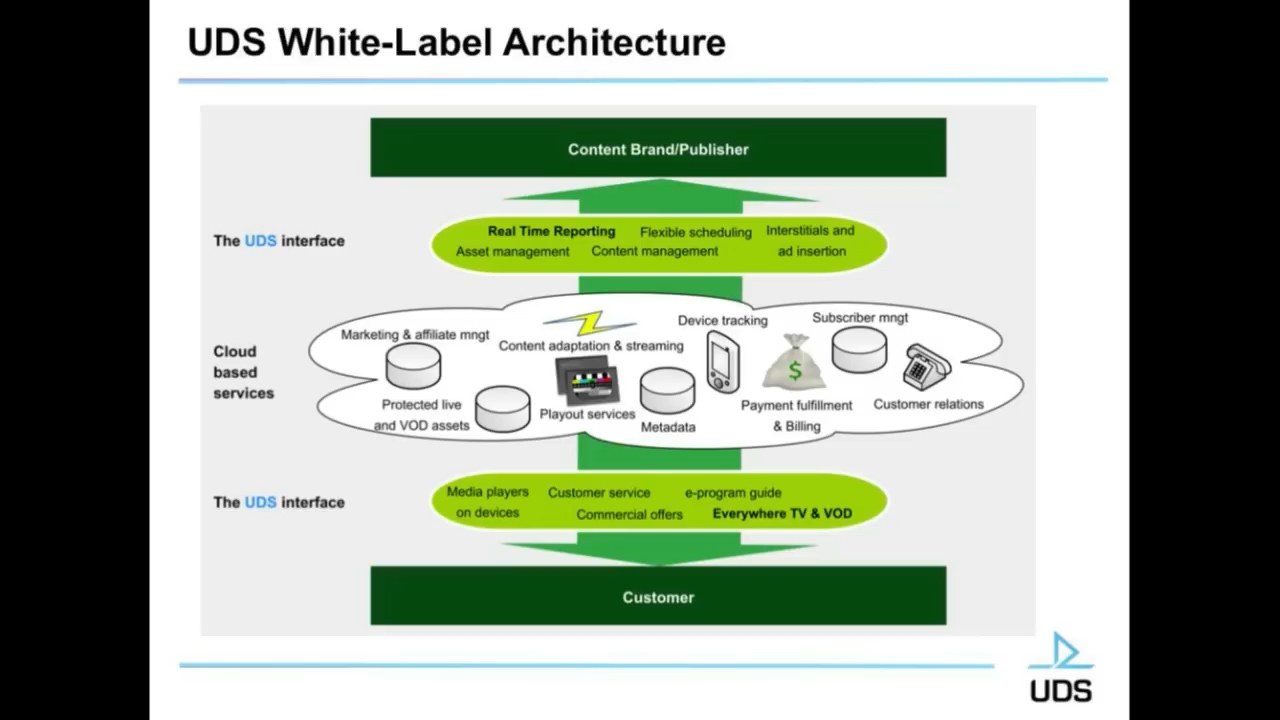 UDS White-Label Architecture
Content Brand/Publisher
The UDS interface
Real Time Reporting Flexible scheduling Interstitials and
Asset management Content management ad insertion
Cloud
based
services
Marketing & affiliate mngt
Content adaptation & streaming
Device tracking
Subscriber mngt
Protected live
and VOD assets
Playout services
Metadata
$
Payment fulfillment
& Billing
Customer relations
The UDS interface
Media players Customer service e-program guide
on devices Commercial offers Everywhere TV & VOD
Customer
UDS